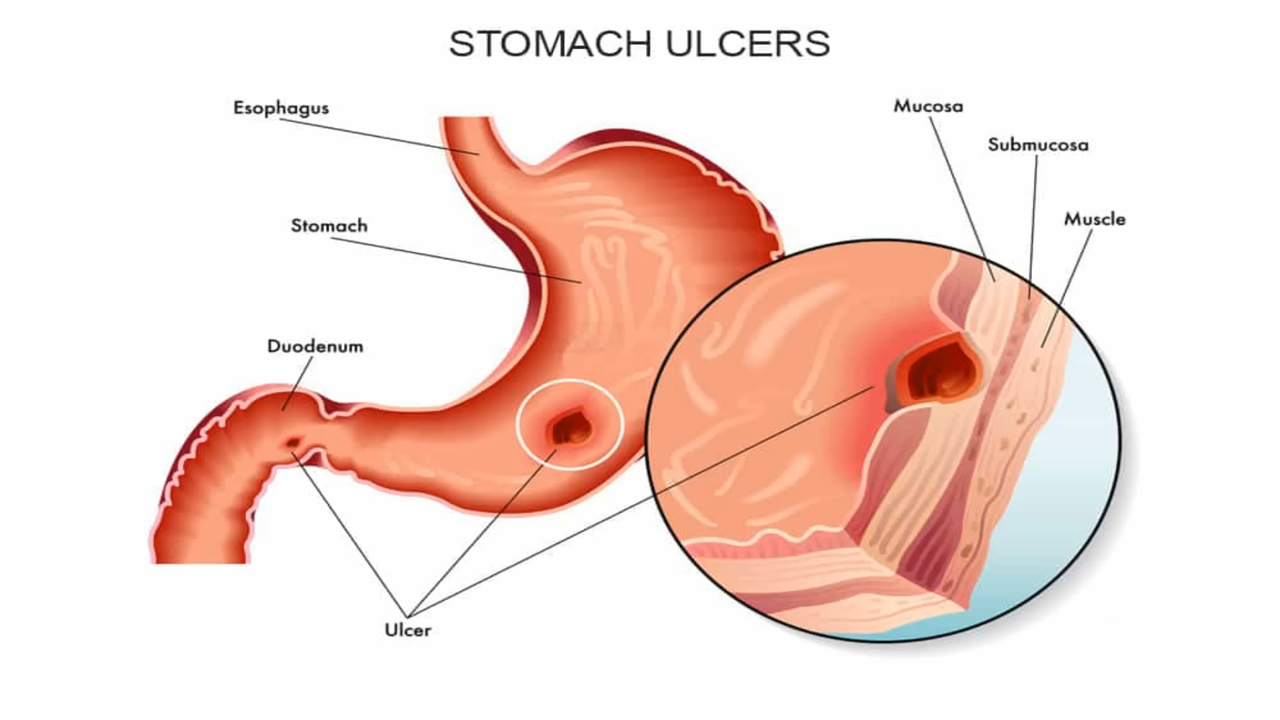 STOMACH ULCERS
Esophagus
Mucosa
Submucosa
Muscle
Stomach
Duodenum
Ulcer